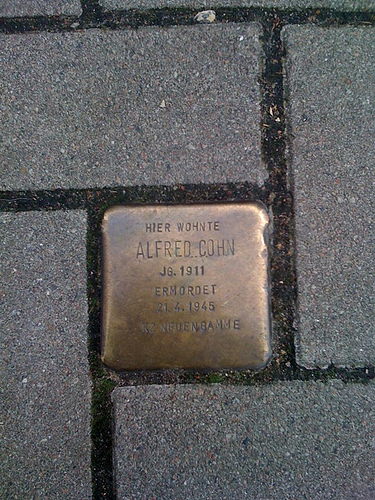 HIER WOHNTE
ALFRED COHN
JG. 1911
ERMORDET
21.4.1945
KZ NEUENGAMME